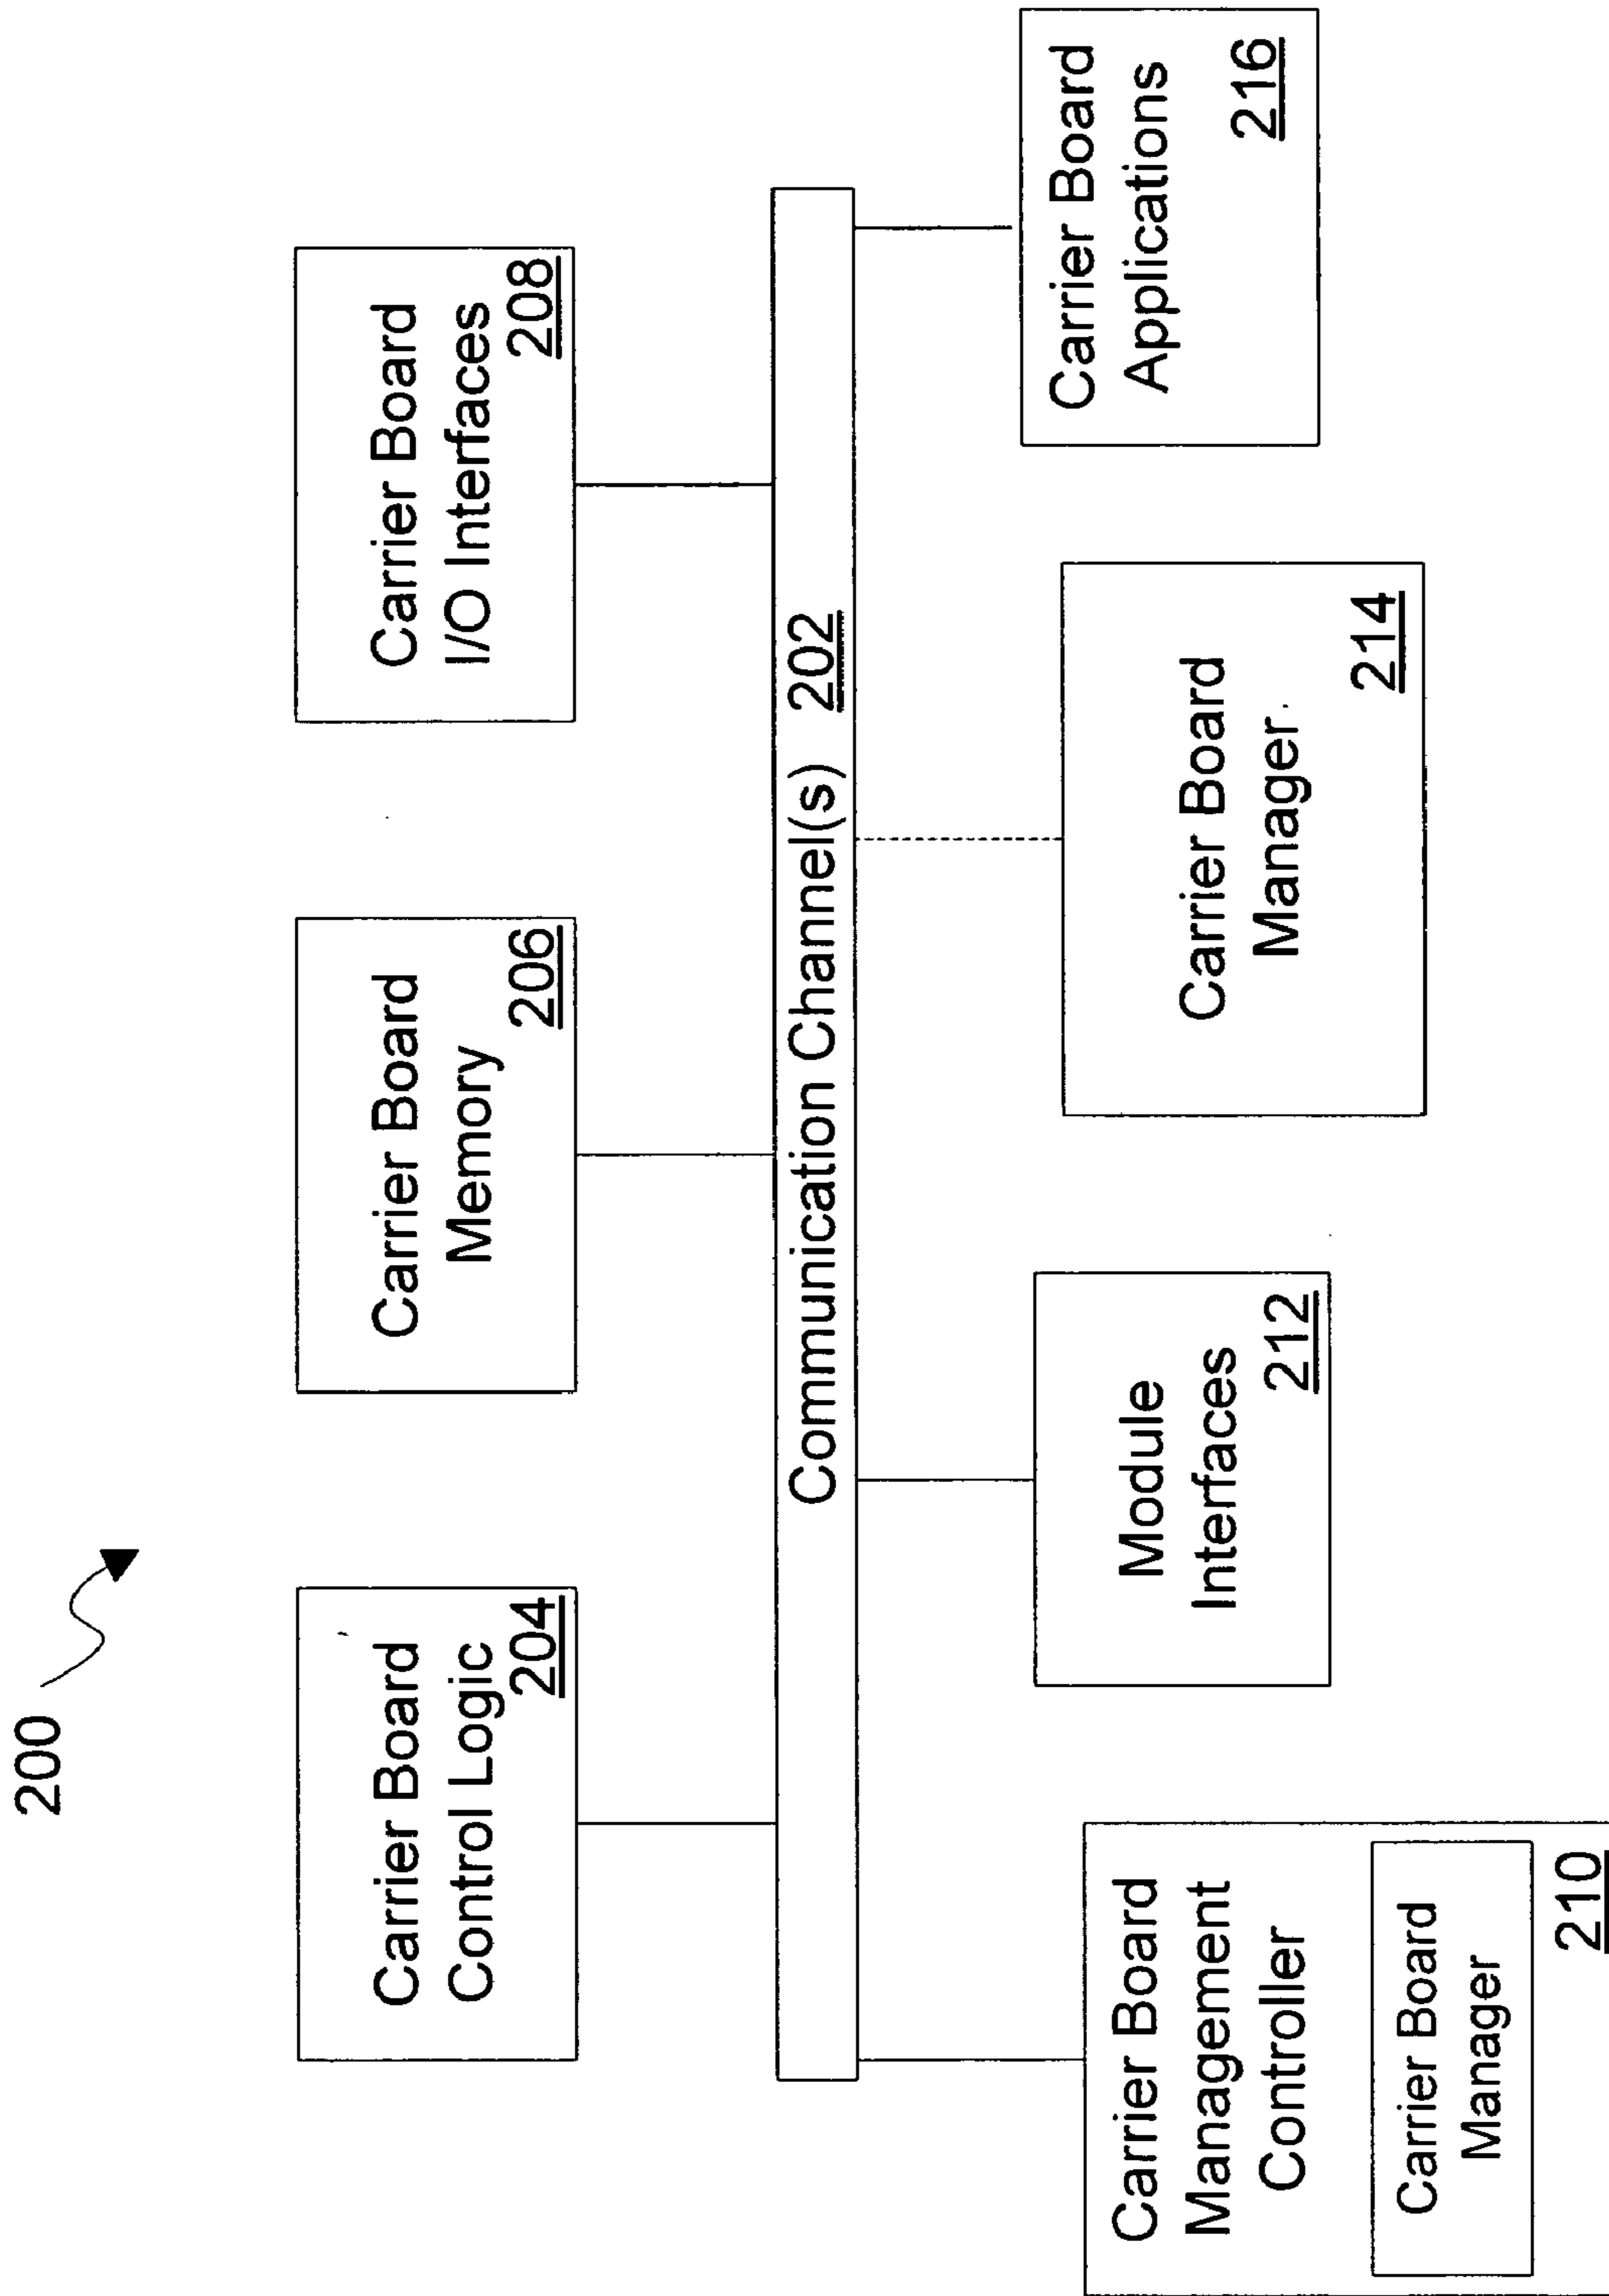 200
Carrier Board
Control Logic
204
Carrier Board
Memory
206
Carrier Board
I/O Interfaces
208
Communication Channel(s) 202
Carrier Board
Management
Controller
Carrier Board
Manager
210
Module
Interfaces
212
Carrier Board
Manager
214
Carrier Board
Applications
216